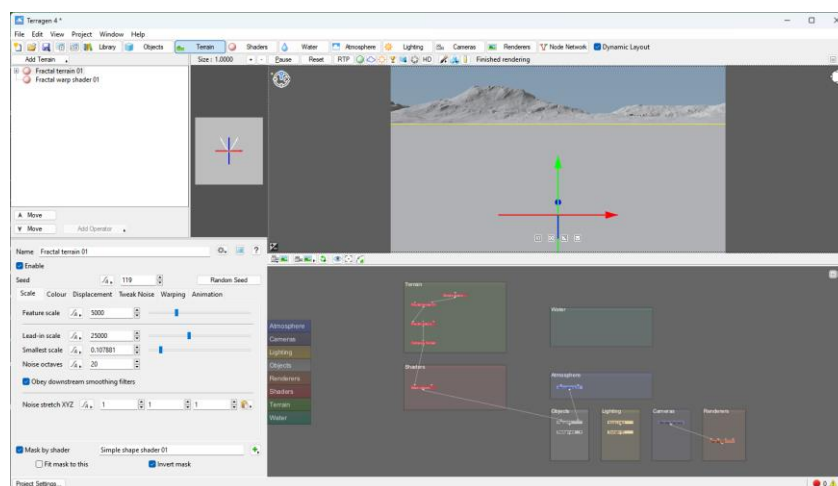 Terragen 4 *
File Edit View Project Window Help
Library Objects Terrain Shaders Water Atmosphere Lighting Cameras Renderers Node Network Dynamic Layout
Add Terrain Size : 1.0000 + - Pause Reset RTP HD Finished rendering
Fractal terrain 01
Fractal warp shader 01
A Move
¥ Move Add Operator
Name Fractal terrain 01 ?
Enable
Seed 119 Random Seed
Scale Colour Displacement Tweak Noise Warping Animation
Feature scale 5000
Lead-in scale 25000
Smallest scale 0.107881
Noise octaves 20
Obey downstream smoothing filters
Noise stretch XYZ 1 1 1
Mask by shader Simple shape shader 01
Fit mask to this Invert mask
Project Settings...
Atmosphere
Cameras
Lighting
Objects
Renderers
Shaders
Terrain
Water
Terrain
Water
Shaders
Atmosphere
Objects Lighting Cameras Renderers
0